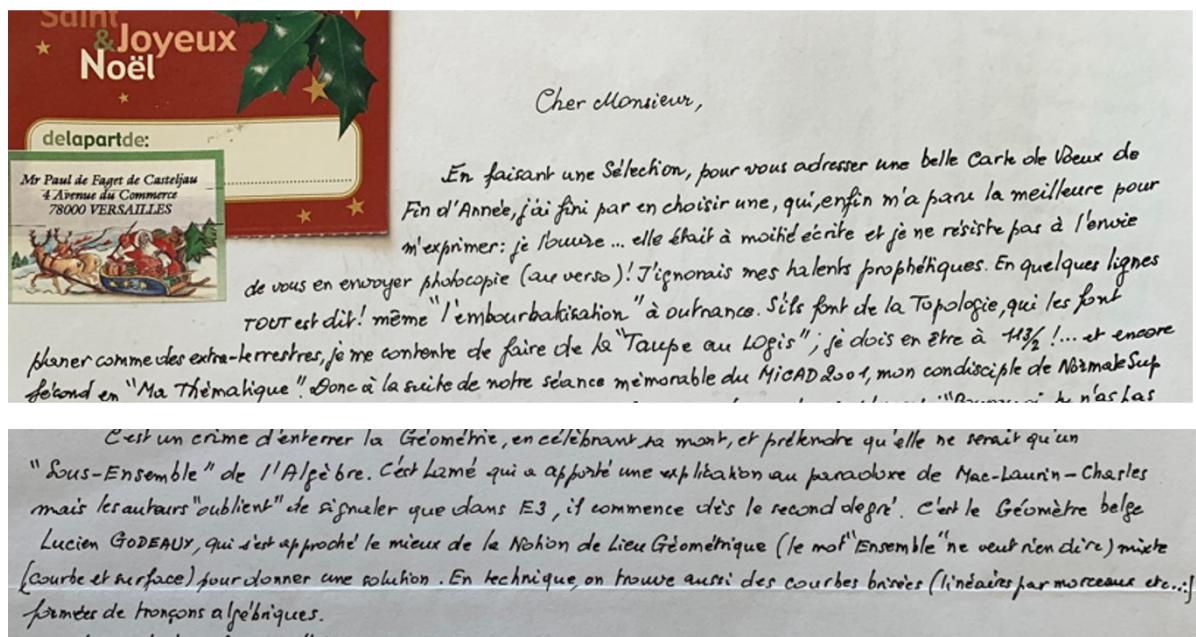 Saint
& Joyeux
Noël
delapartde:
Mr Paul de Faget de Casteljau
4 Avenue du Commerce
78000 VERSAILLES
Cher Monsieur,
En faisant une Sélection, pour vous adresser une belle Carte de Voeux de
Fin d'Année, j'ai fini par en choisir une, qui, enfin m'a paru la meilleure pour
m'exprimer: je l'ouvre ... elle était à moitié écrite et je ne résiste pas à l'envie
de vous en envoyer photocopie (au verso)! J'ignorais mes talents prophétiques. En quelques lignes
TOUT est dit! même "l'embourbakisation" à outrance. S'ils font de la Topologie, qui les font
planer comme des extra-terrestres, je me contente de faire de la "Taupe au Logis"; je dois en être à 113/2 !... et encore
fécond en "Ma Thématique". Donc à la suite de notre séance mémorable du MICAD 2001, mon condisciple de NormaleSup
tu n'as pas
C'est un crime d'enterrer la Géométrie, en célébrant sa mort, et prétendre qu'elle ne serait qu'un
"Sous-Ensemble" de l'Algèbre. C'est Lamé qui a apporté une explication au paradoxe de Mac-Laurin-Charles
mais les auteurs "oublient" de signaler que dans E3, il commence dès le second degré. C'est le Géomètre belge
Lucien GODEAUX, qui s'est approché le mieux de la Notion de Lieu Géométrique (le mot "Ensemble" ne veut rien dire) mixte
(courbe et surface) pour donner une solution. En technique, on trouve aussi des courbes brisées (linéaires par morceaux etc...)
formées de tronçons algébriques.